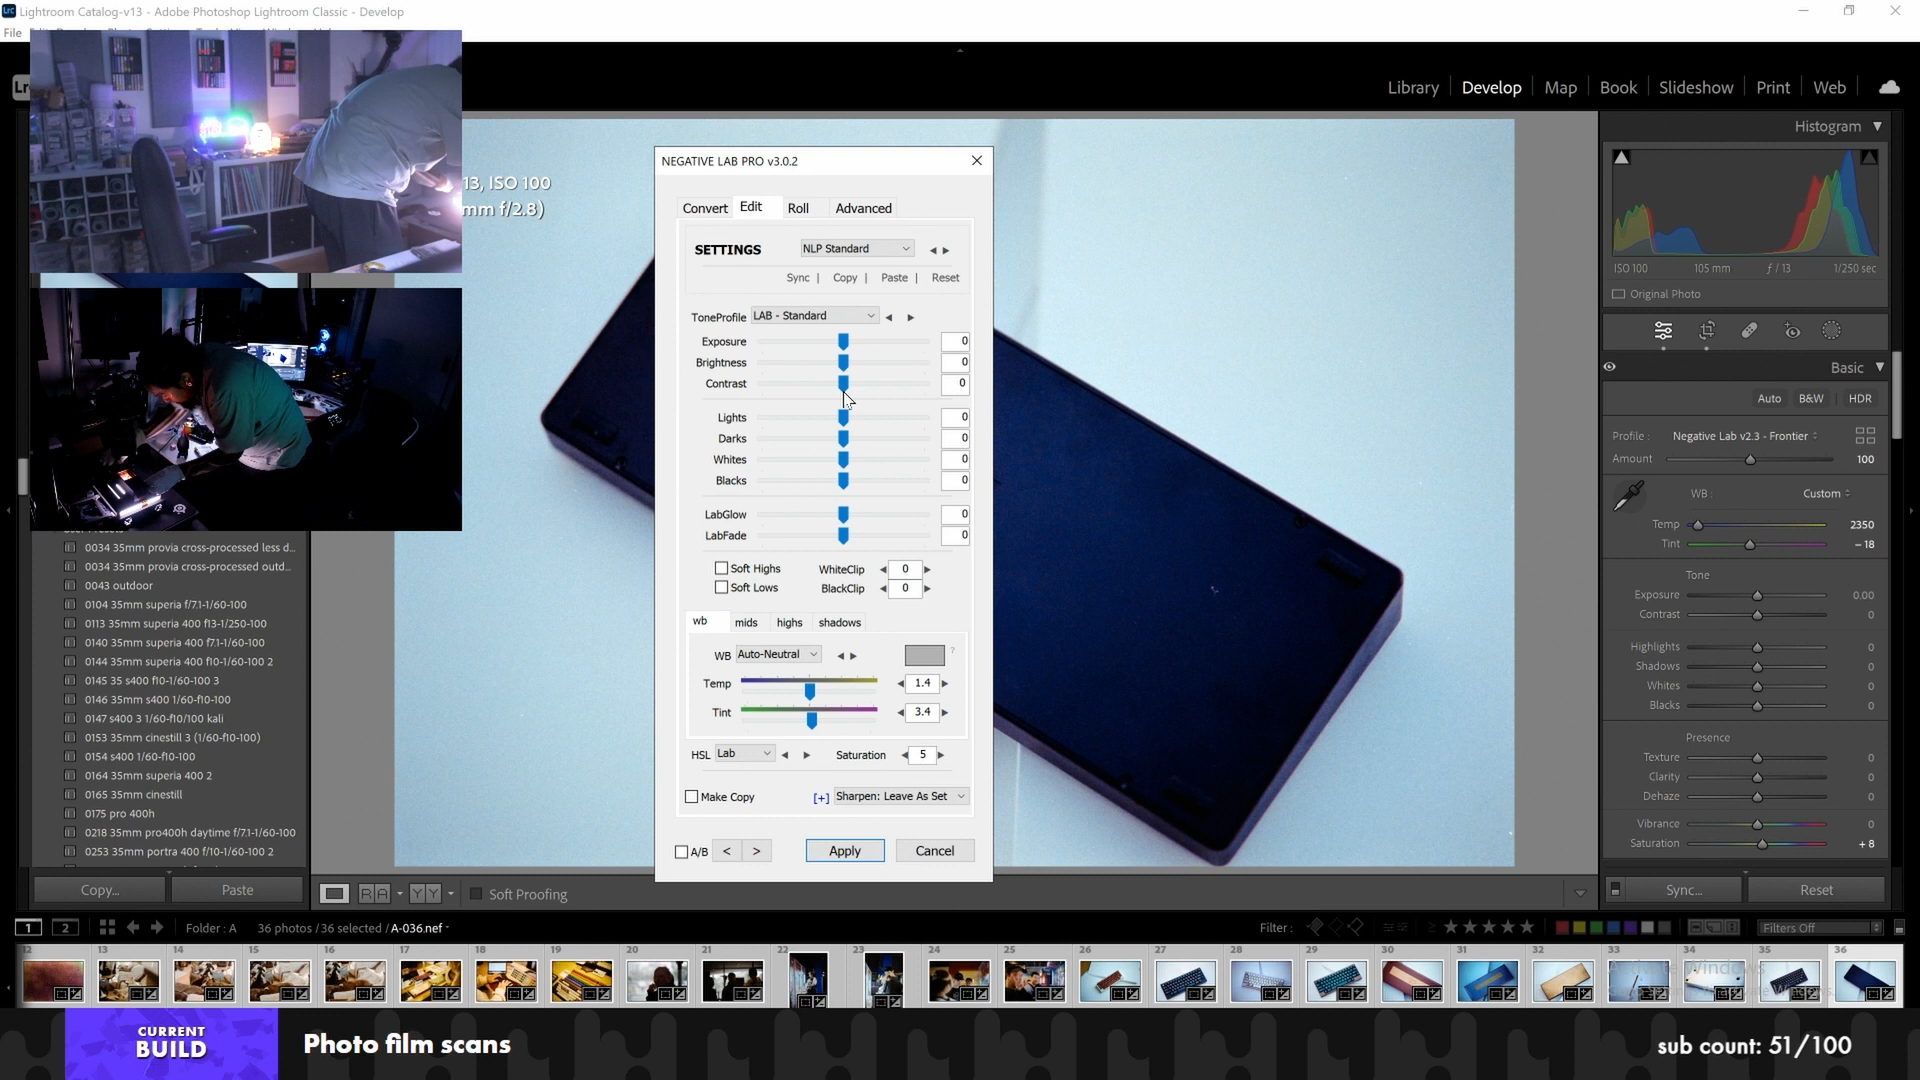 Lightroom Catalog-v13 - Adobe Photoshop Lightroom Classic - Develop
File
Library
Develop
Map
Book
Slideshow
Print
Web
13, ISO 100
mm f/2.8)
NEGATIVE LAB PRO v3.0.2
Convert
Edit
Roll
Advanced
SETTINGS
NLP Standard
Sync |
Copy |
Paste |
Reset
ToneProfile
LAB - Standard
Exposure
0
Brightness
0
Contrast
0
Lights
0
Darks
0
Whites
0
Blacks
0
LabGlow
0
LabFade
0
Soft Highs
WhiteClip
0
Soft Lows
BlackClip
0
wb
mids
highs
shadows
WB
Auto-Neutral
?
Temp
1.4
Tint
3.4
HSL
Lab
Saturation
5
Make Copy
[+]
Sharpen: Leave As Set
A/B
<
>
Apply
Cancel
0034 35mm provia cross-processed less d...
0034 35mm provia cross-processed outd...
0043 outdoor
0104 35mm superia f/7.1-1/60-100
0113 35mm superia 400 f13-1/250-100
0140 35mm superia 400 f7.1-1/60-100
0144 35mm superia 400 f10-1/60-100 2
0145 35 s400 f10-1/60-100 3
0146 35mm s400 1/60-f10-100
0147 s400 3 1/60-f10/100 kali
0153 35mm cinestill 3 (1/60-f10-100)
0154 s400 1/60-f10-100
0164 35mm superia 400 2
0165 35mm cinestill
0175 pro 400h
0218 35mm pro400h daytime f/7.1-1/60-100
0253 35mm portra 400 f/10-1/60-100 2
Copy...
Paste
Soft Proofing
Histogram
ISO 100
105 mm
f / 13
1/250 sec
Original Photo
Basic
Auto
B&W
HDR
Profile :
Negative Lab v2.3 - Frontier
Amount
100
WB :
Custom
Temp
2350
Tint
- 18
Tone
Exposure
0.00
Contrast
0
Highlights
0
Shadows
0
Whites
0
Blacks
0
Presence
Texture
0
Clarity
0
Dehaze
0
Vibrance
0
Saturation
+ 8
Sync...
Reset
1
2
Folder : A
36 photos / 36 selected / A-036.nef
Filter :
Filters Off
12
13
14
15
16
17
18
19
20
21
22
23
24
25
26
27
28
29
30
31
32
33
34
35
36
CURRENT
BUILD
Photo film scans
sub count: 51/100